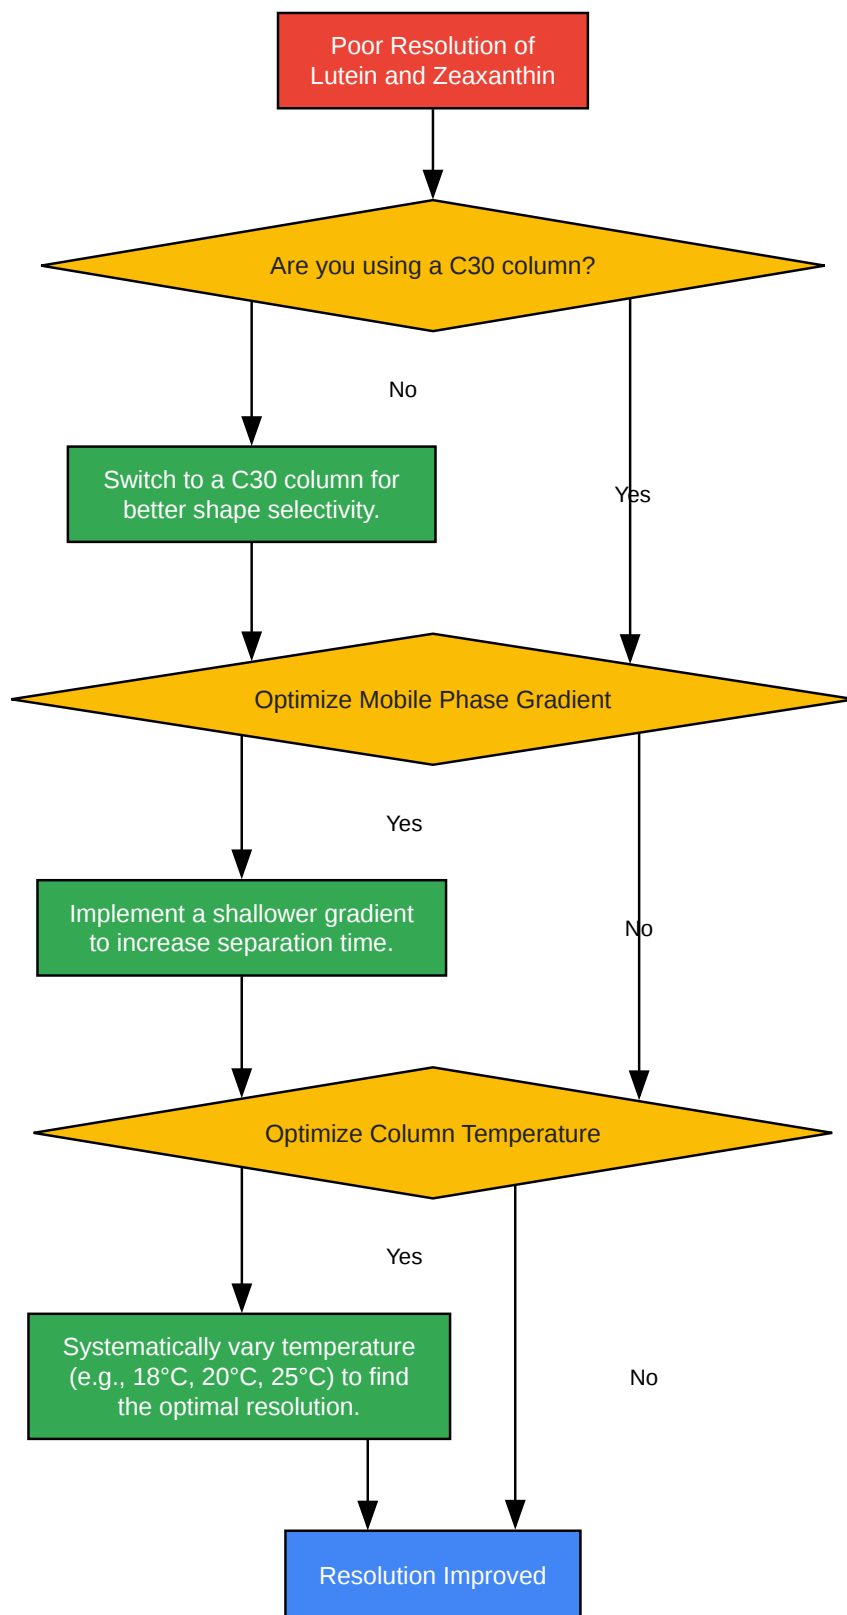 Poor Resolution of
Lutein and Zeaxanthin
Are you using a C30 column?
No
Switch to a C30 column for
better shape selectivity.
Yes
Optimize Mobile Phase Gradient
Yes
Implement a shallower gradient
to increase separation time.
No
Optimize Column Temperature
Yes
Systematically vary temperature
(e.g., 18°C, 20°C, 25°C) to find
the optimal resolution.
No
Resolution Improved